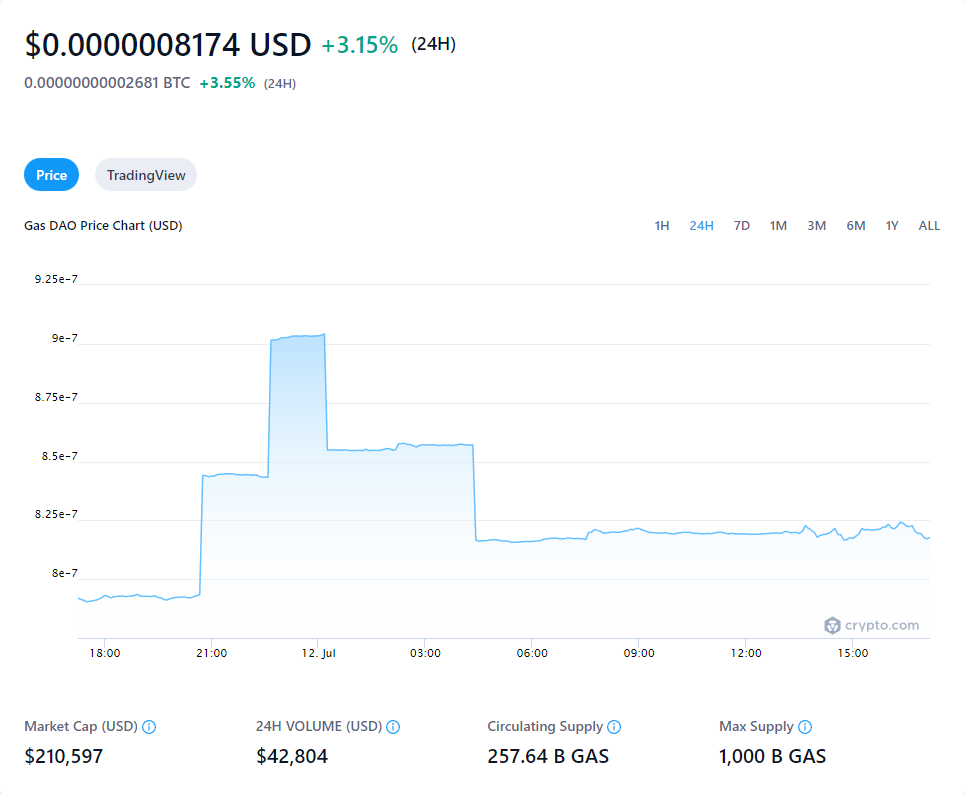 $0.0000008174 USD +3.15% (24H)
0.00000000002681 BTC +3.55% (24H)
Price TradingView
Gas DAO Price Chart (USD) 1H 24H 7D 1M 3M 6M 1Y ALL
9.25e-7
9e-7
8.75e-7
8.5e-7
8.25e-7
8e-7
crypto.com
18:00 21:00 12. Jul 03:00 06:00 09:00 12:00 15:00
Market Cap (USD) 24H VOLUME (USD) Circulating Supply Max Supply
$210,597 $42,804 257.64 B GAS 1,000 B GAS